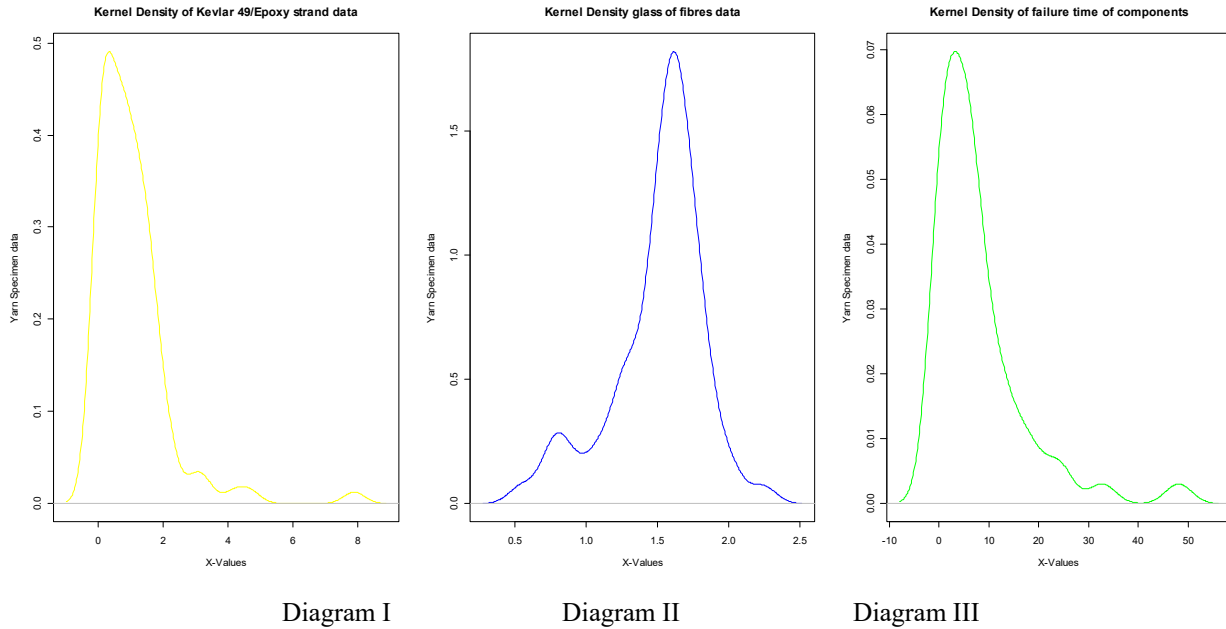 Kernel Density of Kevlar 49/Epoxy strand data
Yarn Specimen data
0.5
0.4
0.3
0.2
0.1
0.0
0 2 4 6 8
X-Values
Kernel Density glass of fibres data
Yarn Specimen data
1.5
1.0
0.5
0.0
0.5 1.0 1.5 2.0 2.5
X-Values
Kernel Density of failure time of components
Yarn Specimen data
0.07
0.06
0.05
0.04
0.03
0.02
0.01
0.00
-10 0 10 20 30 40 50
X-Values
Diagram I Diagram II Diagram III